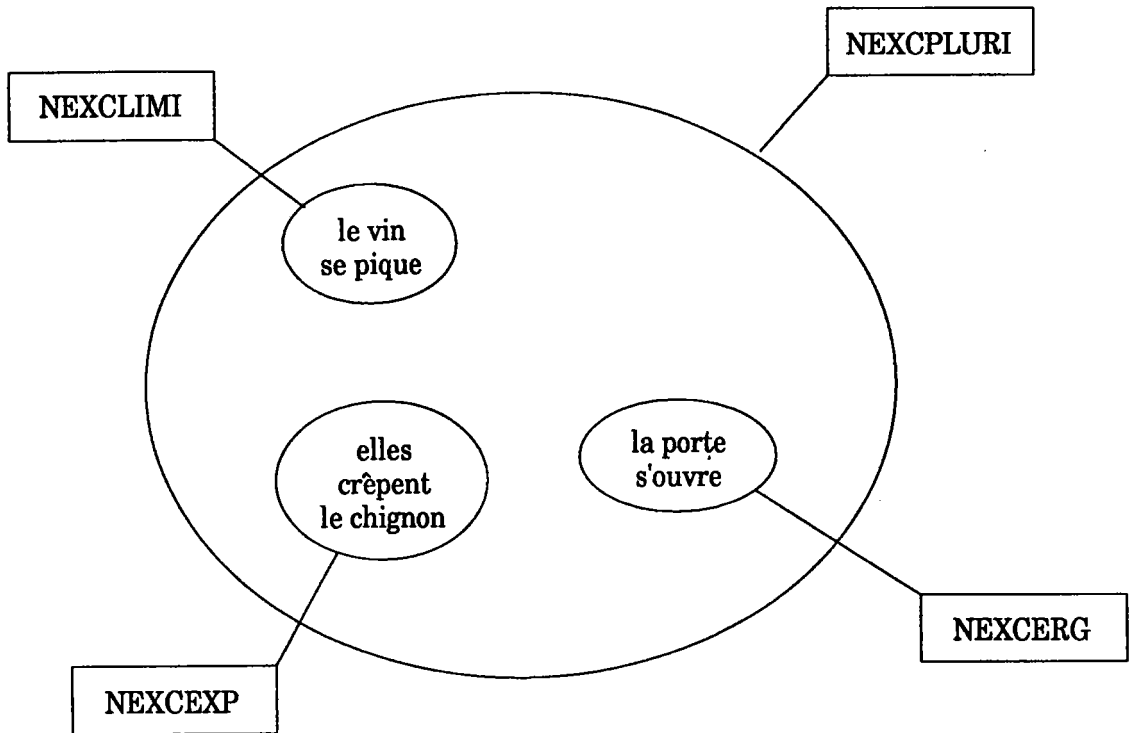 NEXCPLURI
NEXCLIMI
le vin
se pique
elles
crêpent
le chignon
la porte
s'ouvre
NEXCERG
NEXCEXP